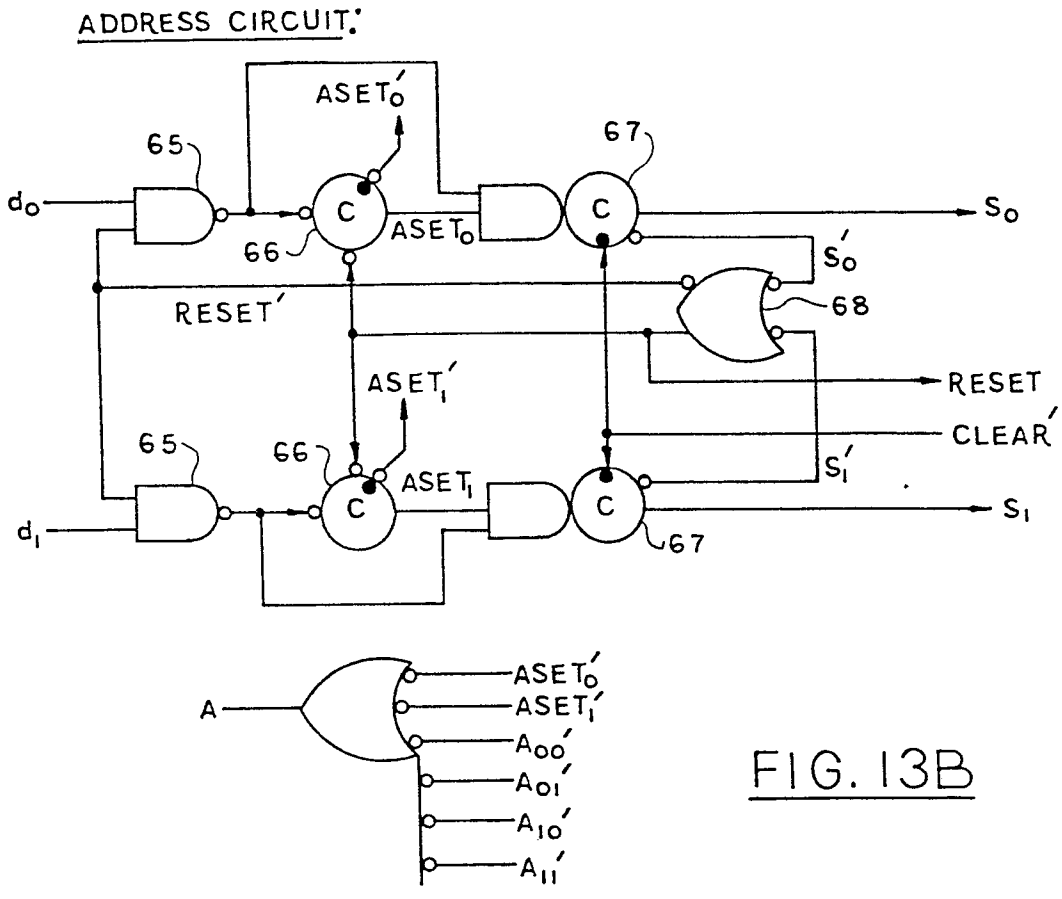 ADDRESS CIRCUIT:
ASET₀′
65
67
d₀
C
C
S₀
66
ASET₀
S₀′
RESET′
68
ASET₁′
RESET
CLEAR′
65
66
ASET₁
S₁′
C
C
S₁
d₁
67
A
ASET₀′
ASET₁′
A₀₀′
A₀₁′
A₁₀′
A₁₁′
FIG. 13B